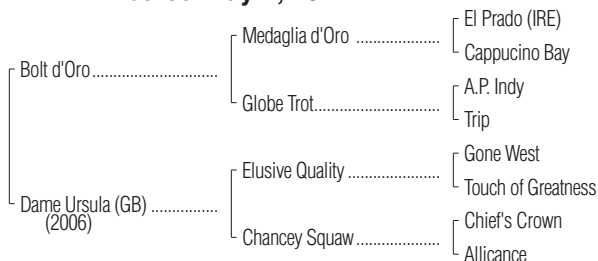 El Prado (IRE)
Medaglia d'Oro
Cappucino Bay
Bolt d'Oro
A.P. Indy
Globe Trot
Trip
Gone West
Elusive Quality
Touch of Greatness
Dame Ursula (GB)
(2006)
Chief's Crown
Chancey Squaw
Allicance